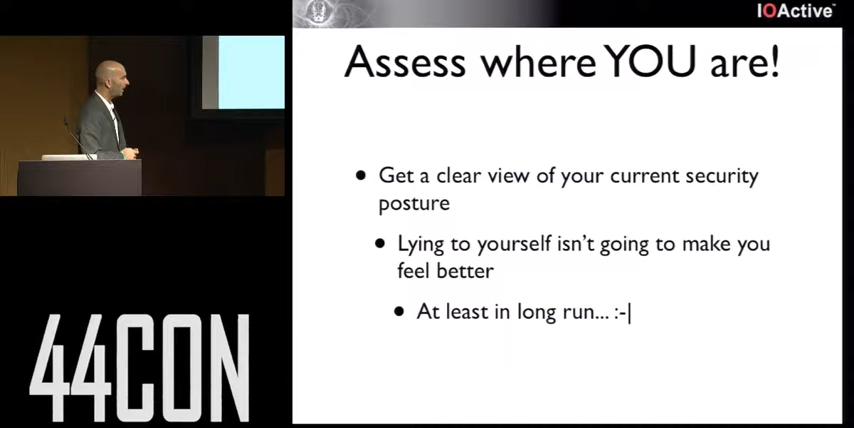 IOActive™
Assess where YOU are!
• Get a clear view of your current security
posture
• Lying to yourself isn't going to make you
feel better
• At least in long run... :-|
44CON